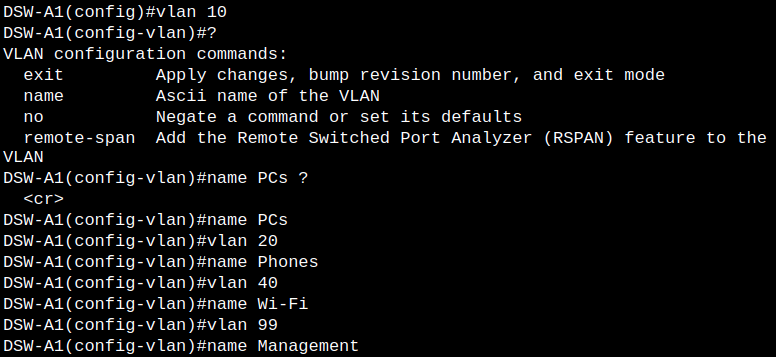 DSW-A1(config)#vlan 10
DSW-A1(config-vlan)#?
VLAN configuration commands:
  exit         Apply changes, bump revision number, and exit mode
  name         Ascii name of the VLAN
  no           Negate a command or set its defaults
  remote-span  Add the Remote Switched Port Analyzer (RSPAN) feature to the
VLAN
DSW-A1(config-vlan)#name PCs ?
  <cr>
DSW-A1(config-vlan)#name PCs
DSW-A1(config-vlan)#vlan 20
DSW-A1(config-vlan)#name Phones
DSW-A1(config-vlan)#vlan 40
DSW-A1(config-vlan)#name Wi-Fi
DSW-A1(config-vlan)#vlan 99
DSW-A1(config-vlan)#name Management